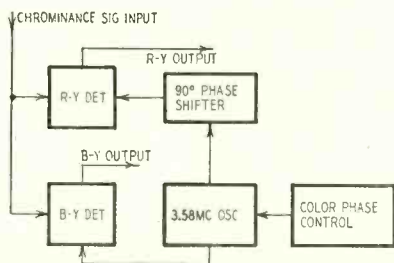 CHROMINANCE SIG INPUT
R-Y OUTPUT
R-Y DET
90° PHASE
SHIFTER
B-Y OUTPUT
B-Y DET
3.58MC OSC
COLOR PHASE
CONTROL